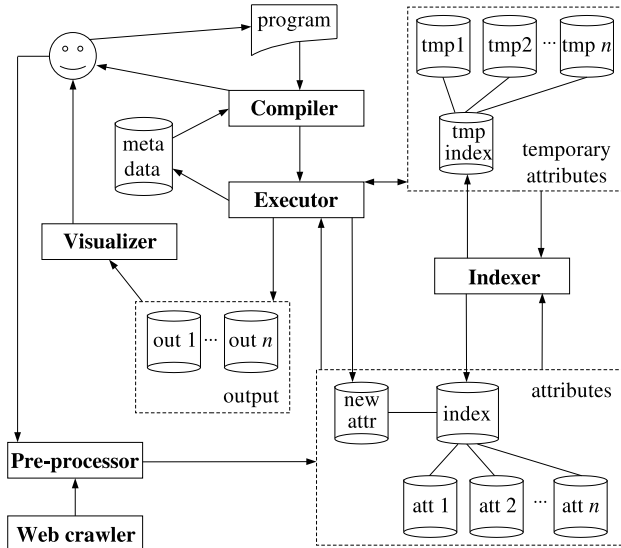 program
tmp1
tmp2
...
tmp n
Compiler
meta
data
tmp
index
temporary
attributes
Executor
Visualizer
Indexer
out 1
...
out n
output
new
attr
index
attributes
Pre-processor
att 1
att 2
...
att n
Web crawler